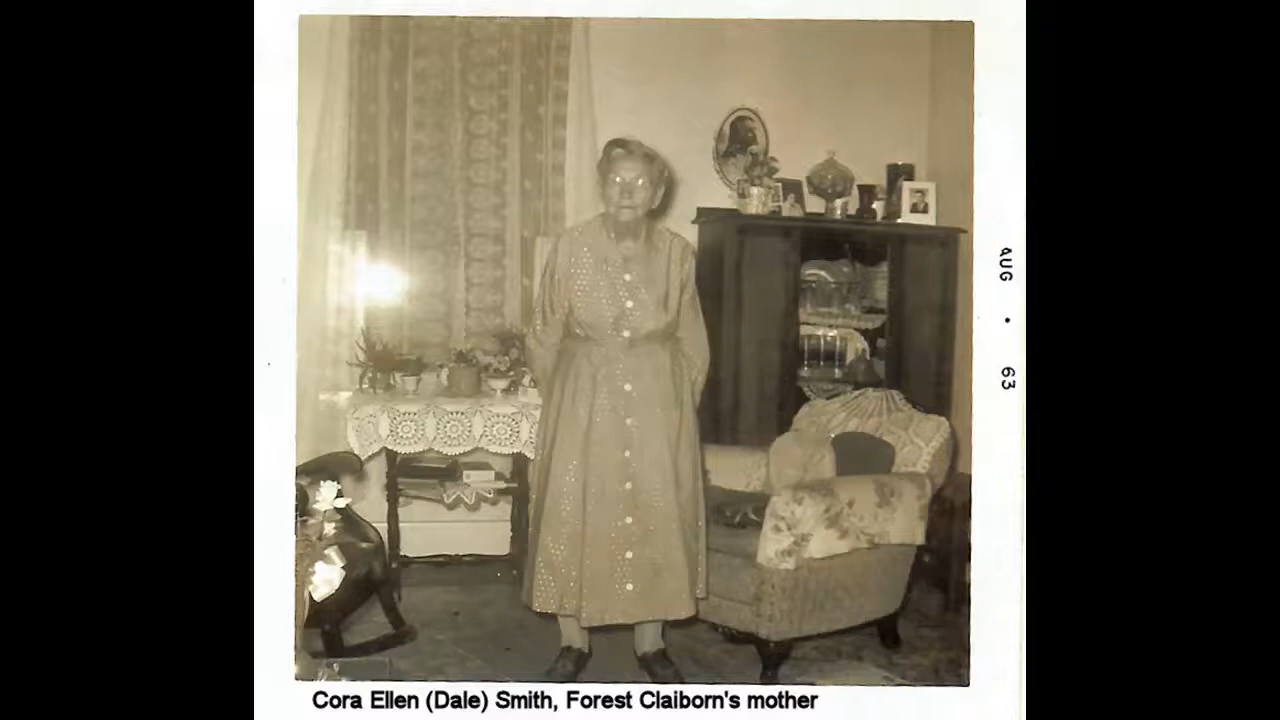 AUG • 63
Cora Ellen (Dale) Smith, Forest Claiborn's mother